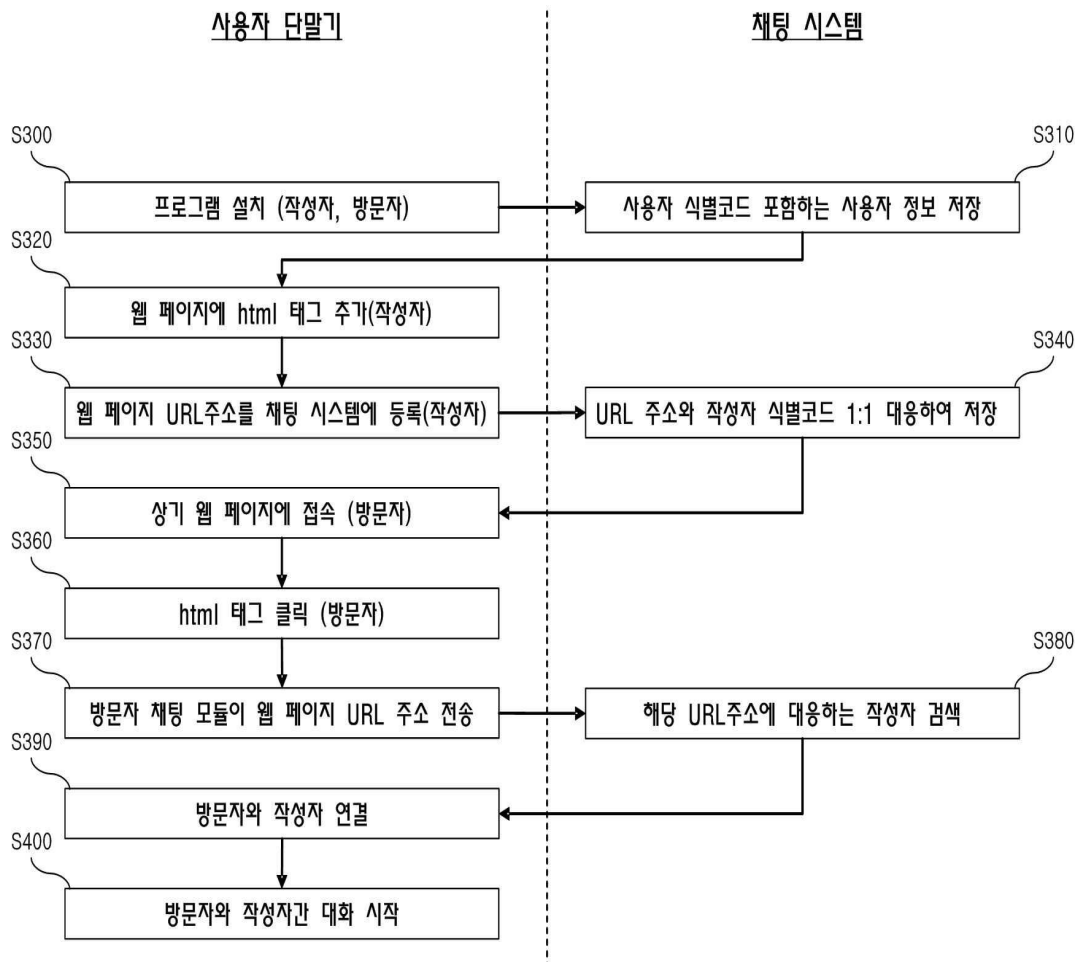 사용자 단말기
채팅 시스템
S300
S310
프로그램 설치 (작성자, 방문자)
사용자 식별코드 포함하는 사용자 정보 저장
S320
웹 페이지에 html 태그 추가(작성자)
S330
S340
웹 페이지 URL주소를 채팅 시스템에 등록(작성자)
URL 주소와 작성자 식별코드 1:1 대응하여 저장
S350
상기 웹 페이지에 접속 (방문자)
S360
html 태그 클릭 (방문자)
S370
S380
방문자 채팅 모듈이 웹 페이지 URL 주소 전송
해당 URL주소에 대응하는 작성자 검색
S390
방문자와 작성자 연결
S400
방문자와 작성자간 대화 시작